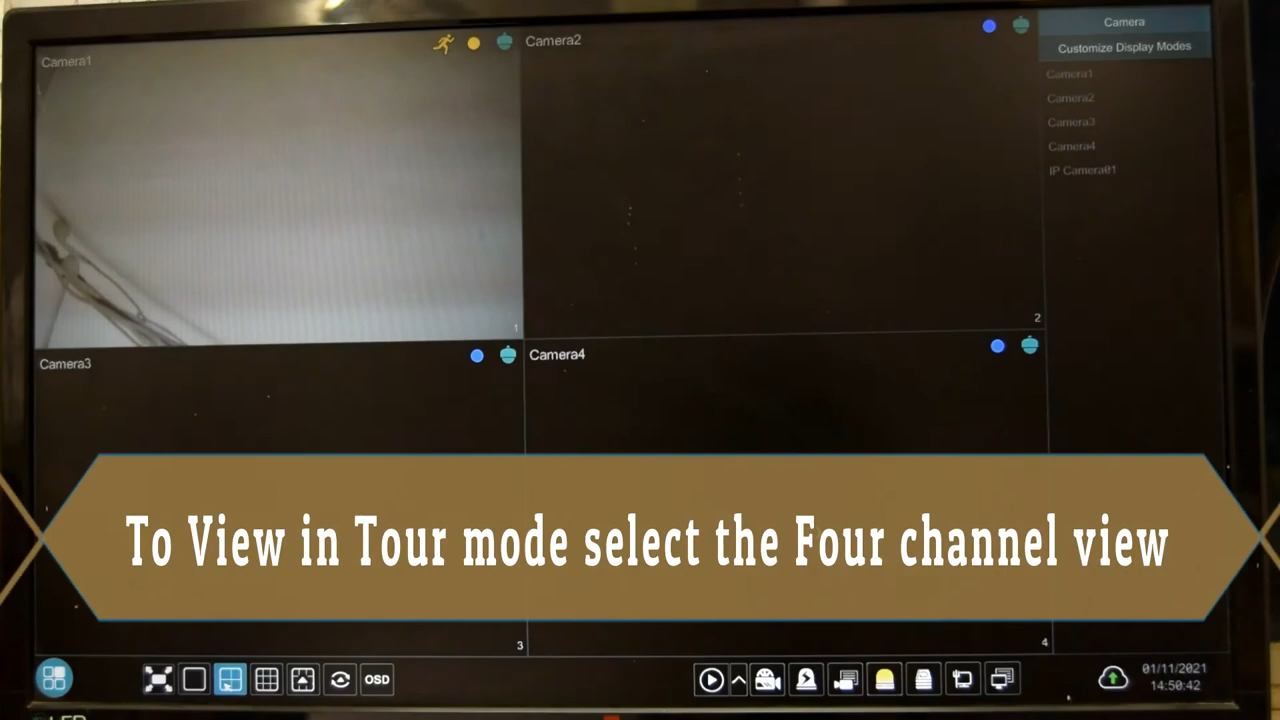 Camera1
Camera2
Camera
Customize Display Modes
Camera1
Camera2
Camera3
Camera4
IP Camera01
1
2
Camera3
Camera4
To View in Tour mode select the Four channel view
3
4
OSD
01/11/2021
14:50:42